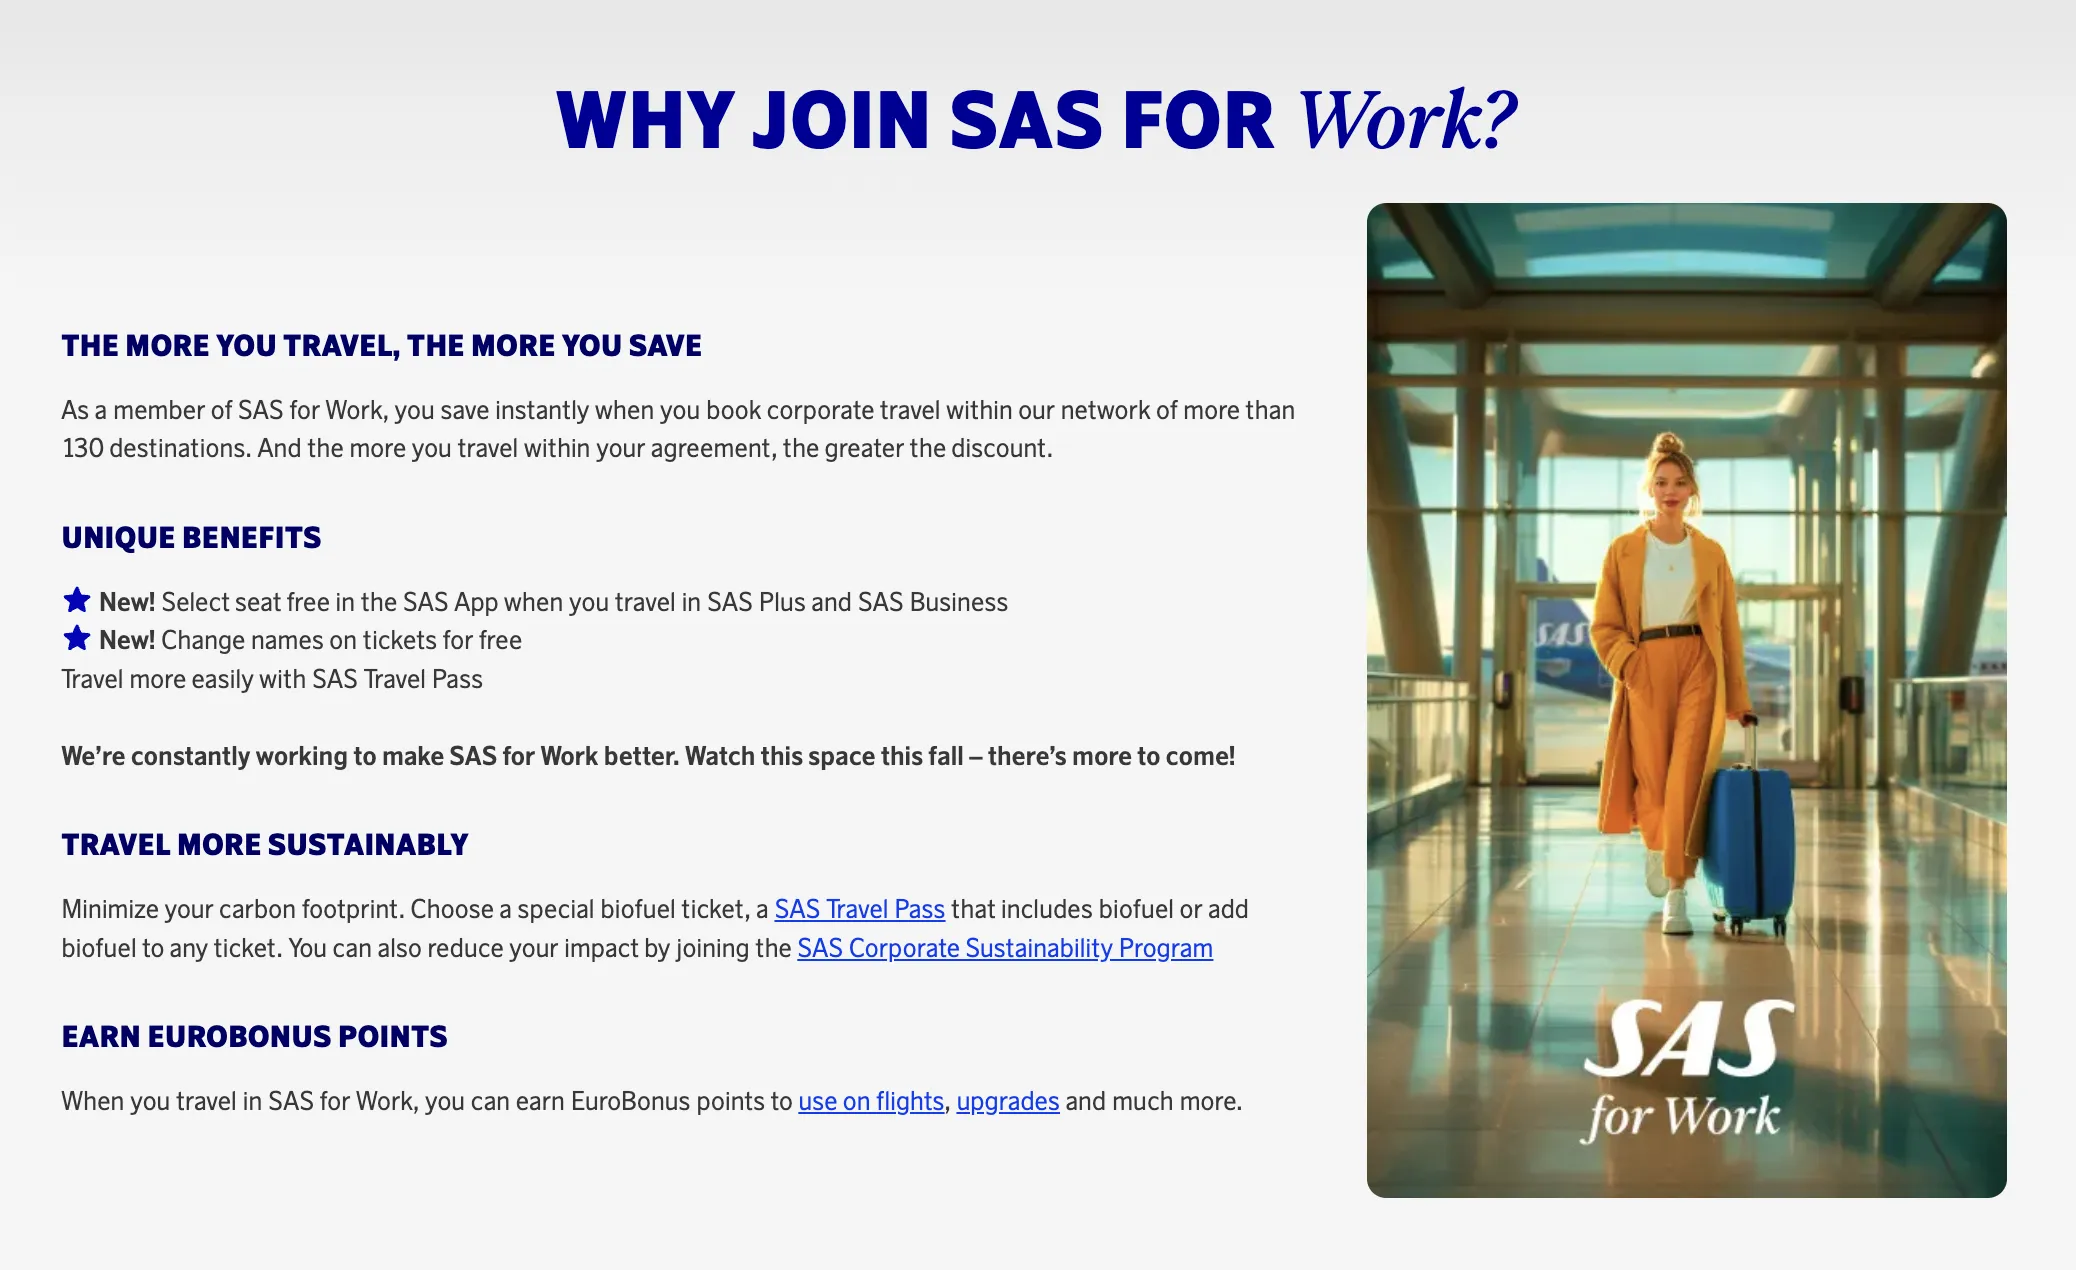 WHY JOIN SAS FOR Work?
THE MORE YOU TRAVEL, THE MORE YOU SAVE
As a member of SAS for Work, you save instantly when you book corporate travel within our network of more than
130 destinations. And the more you travel within your agreement, the greater the discount.
UNIQUE BENEFITS
New! Select seat free in the SAS App when you travel in SAS Plus and SAS Business
New! Change names on tickets for free
Travel more easily with SAS Travel Pass
We’re constantly working to make SAS for Work better. Watch this space this fall – there’s more to come!
TRAVEL MORE SUSTAINABLY
Minimize your carbon footprint. Choose a special biofuel ticket, a SAS Travel Pass that includes biofuel or add
biofuel to any ticket. You can also reduce your impact by joining the SAS Corporate Sustainability Program
EARN EUROBONUS POINTS
When you travel in SAS for Work, you can earn EuroBonus points to use on flights, upgrades and much more.
SAS
SAS
for Work